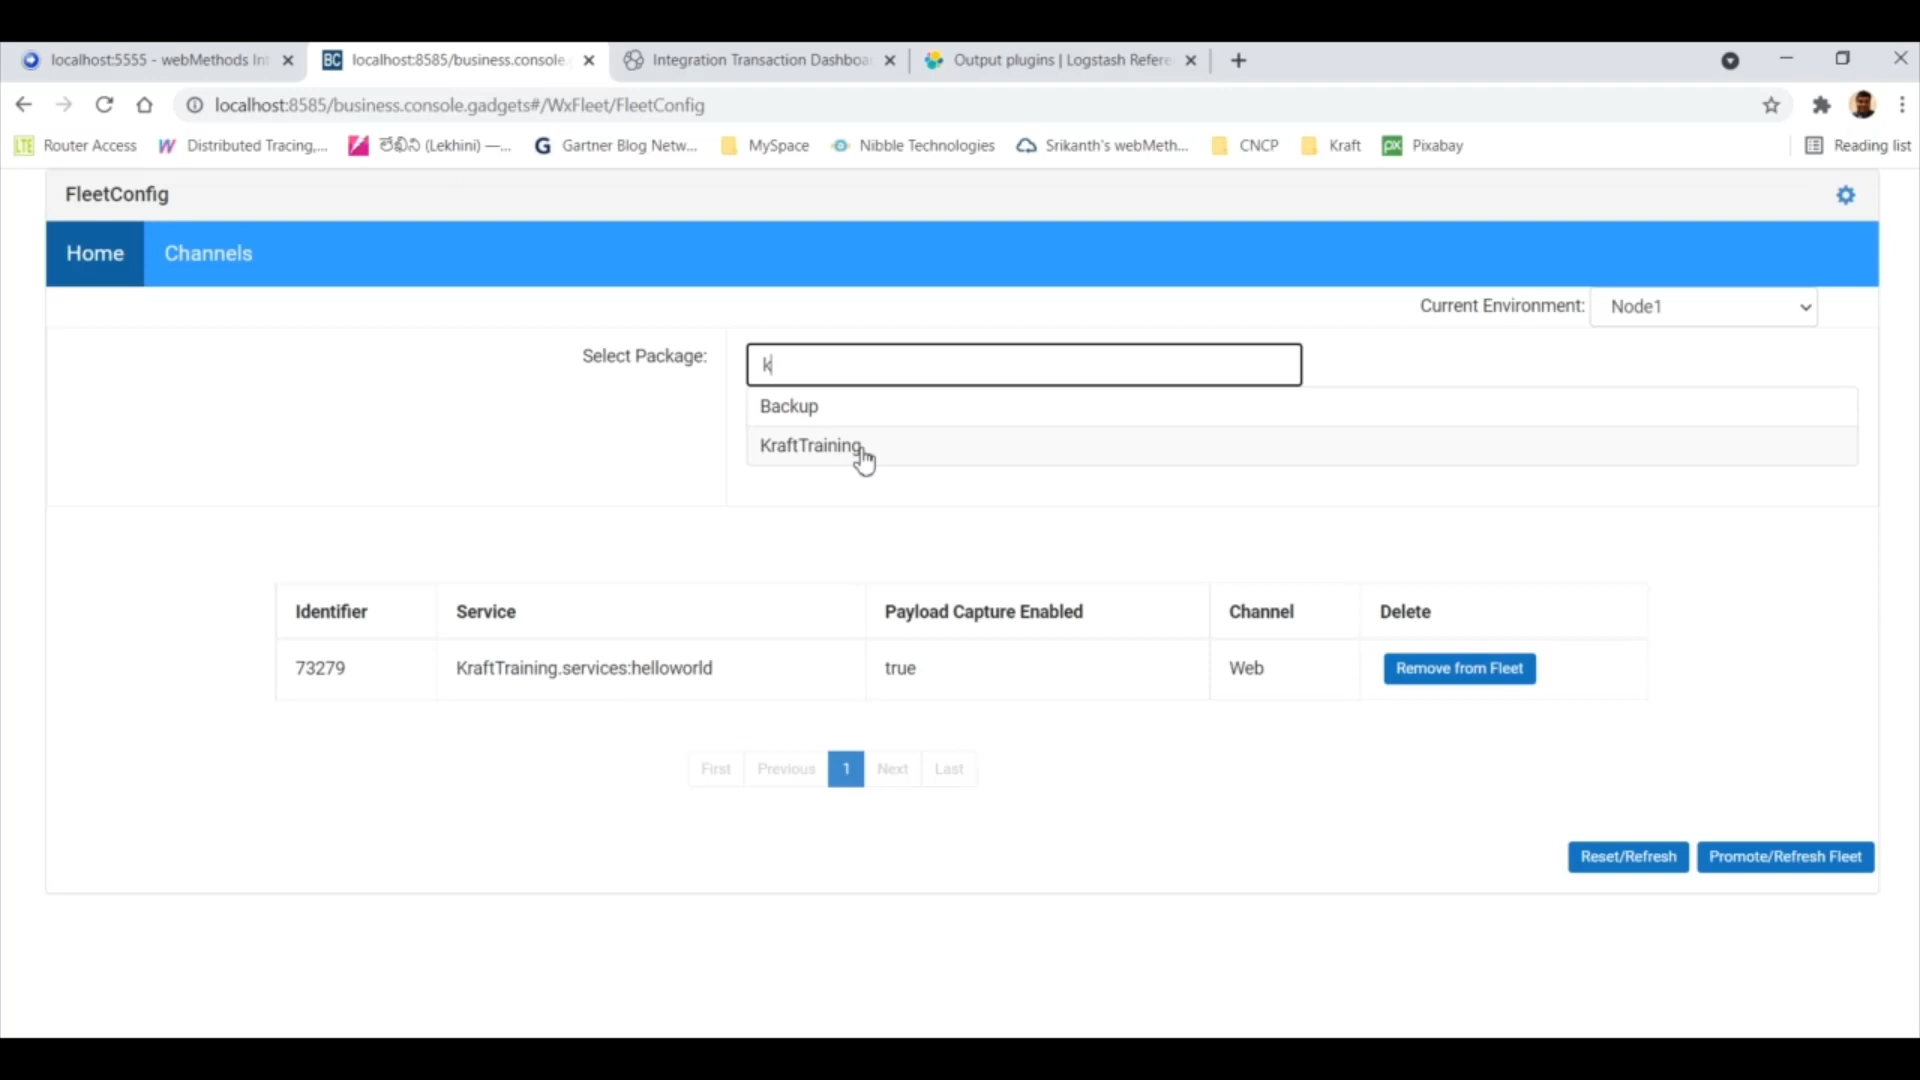 localhost:5555 - webMethods Int
localhost:8585/business.console.
Integration Transaction Dashboa
Output plugins | Logstash Refere
localhost:8585/business.console.gadgets#/WxFleet/FleetConfig
LTE Router Access
W Distributed Tracing,...
లేఖిని (Lekhini) —...
G Gartner Blog Netw...
MySpace
Nibble Technologies
Srikanth's webMeth...
CNCP
Kraft
px Pixabay
Reading list
FleetConfig
Home Channels
Current Environment: Node1
Select Package: k
Backup
KraftTraining
Identifier Service Payload Capture Enabled Channel Delete
73279 KraftTraining.services:helloworld true Web Remove from Fleet
First Previous 1 Next Last
Reset/Refresh Promote/Refresh Fleet